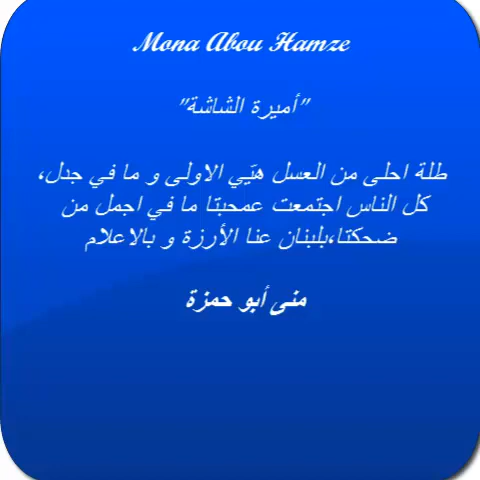 Mona Abou Hamze
"أميرة الشاشة"
طلة احلى من العسل هيّي الاولى و ما في جدل،
كل الناس اجتمعت عمحبتا ما في اجمل من
ضحكتا،بلبنان عنا الأرزة و بالاعلام
منى أبو حمزة